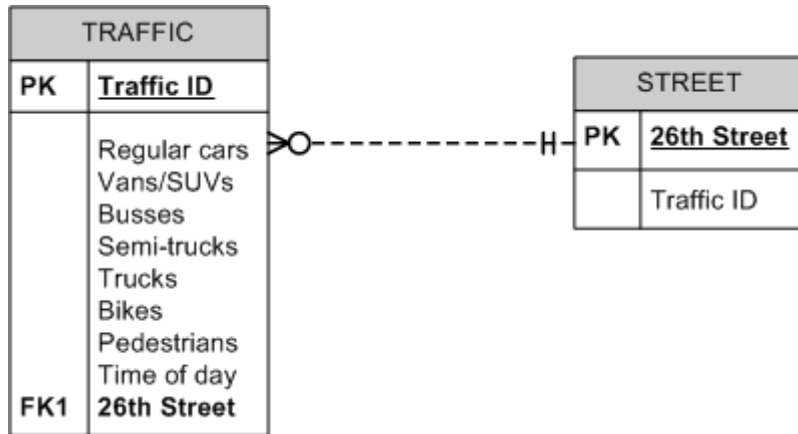 TRAFFIC
PK Traffic ID
Regular cars
Vans/SUVs
Busses
Semi-trucks
Trucks
Bikes
Pedestrians
Time of day
FK1 26th Street
STREET
PK 26th Street
Traffic ID